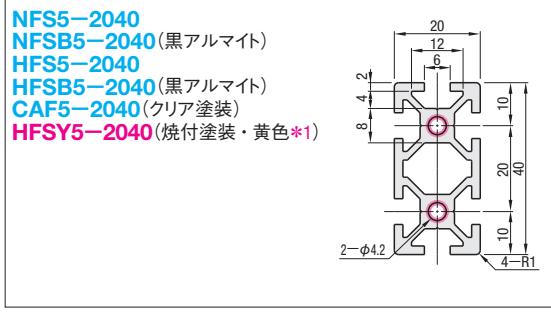 NFS5−2040
NFSB5−2040(黒アルマイト)
HFS5−2040
HFSB5−2040(黒アルマイト)
CAF5−2040(クリア塗装)
HFSY5−2040(焼付塗装・黄色*1)
20
12
6
2
4
8
10
20
40
10
2−φ4.2
4−R1